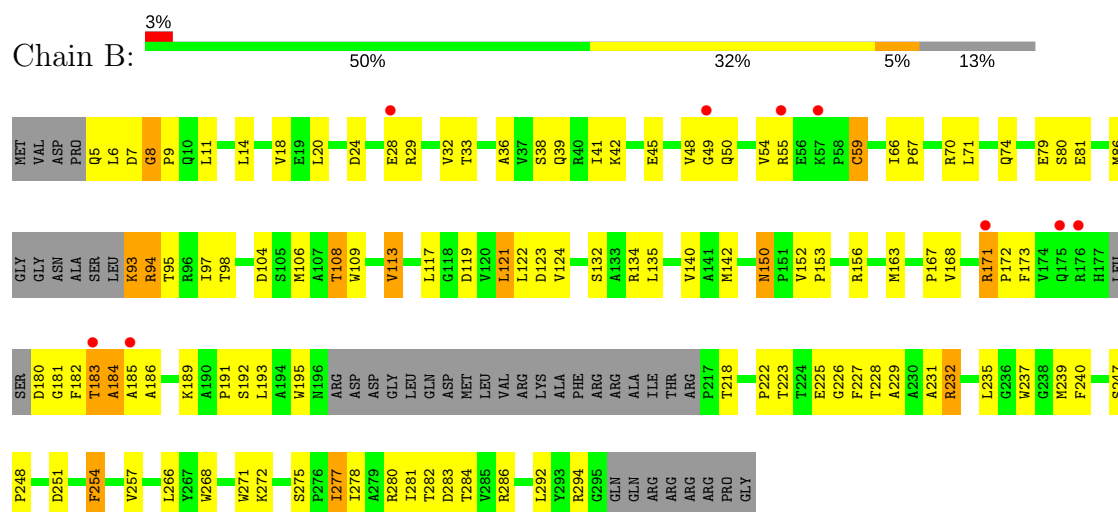 3%
Chain B:
50% 32% 5% 13%
MET VAL ASP PRO Q5 L6 D7 G8 P9 Q10 L11 L14 V18 E19 L20 D24 E28 R29 V32 T33 A36 V37 S38 Q39 R40 I41 K42 E45 V48 G49 Q50 V54 R55 E56 K57 P58 C59 I66 P67 R70 L71 Q74 E79 S80 E81 M86
GLY GLY ASN ALA SER LEU K93 R94 T95 R96 I97 T98 D104 S105 M106 A107 T108 W109 V113 L117 G118 D119 V120 L121 L122 D123 V124 S132 A133 R134 L135 V140 A141 M142 N150 P151 V152 P153 R156 M163 P167 V168 R171 P172 F173 V174 Q175 R176 H177 LEU
SER D180 G181 F182 T183 A184 A185 A186 K189 A190 P191 S192 L193 A194 W195 N196 ARG ASP ASP GLY LEU GLN ASP MET LEU VAL ARG LYS ALA PHE ARG ARG ALA ILE THR ARG P217 T218 P222 T223 T224 E225 G226 F227 T228 A229 A230 A231 R232 L235 G236 W237 G238 M239 F240 S247
P248 D251 F254 V257 L266 Y267 W268 W271 K272 S275 P276 I277 I278 A279 R280 I281 T282 D283 T284 V285 R286 L292 Y293 R294 G295 GLN GLN ARG ARG ARG ARG PRO GLY